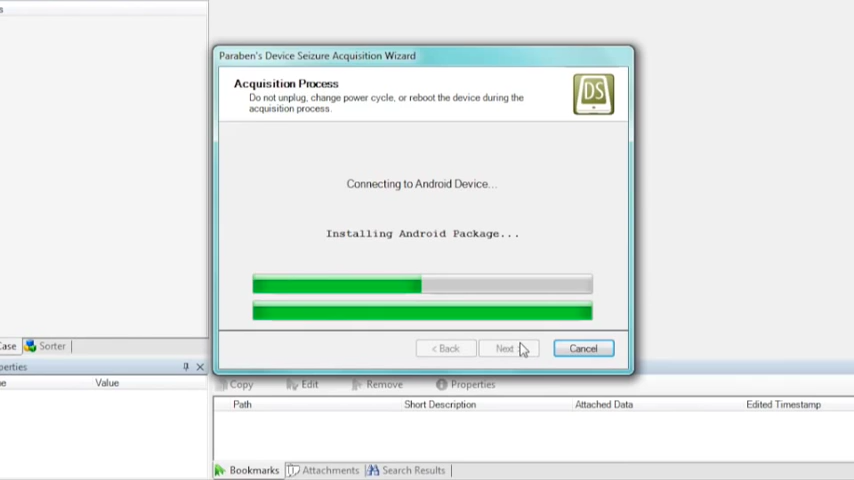 Paraben's Device Seizure Acquisition Wizard
Acquisition Process
Do not unplug, change power cycle, or reboot the device during the
acquisition process.
DS
Connecting to Android Device...
Installing Android Package...
< Back Next Cancel
Sorter
Value
Copy Edit Remove Properties
Path Short Description Attached Data Edited Timestamp
Bookmarks Attachments Search Results